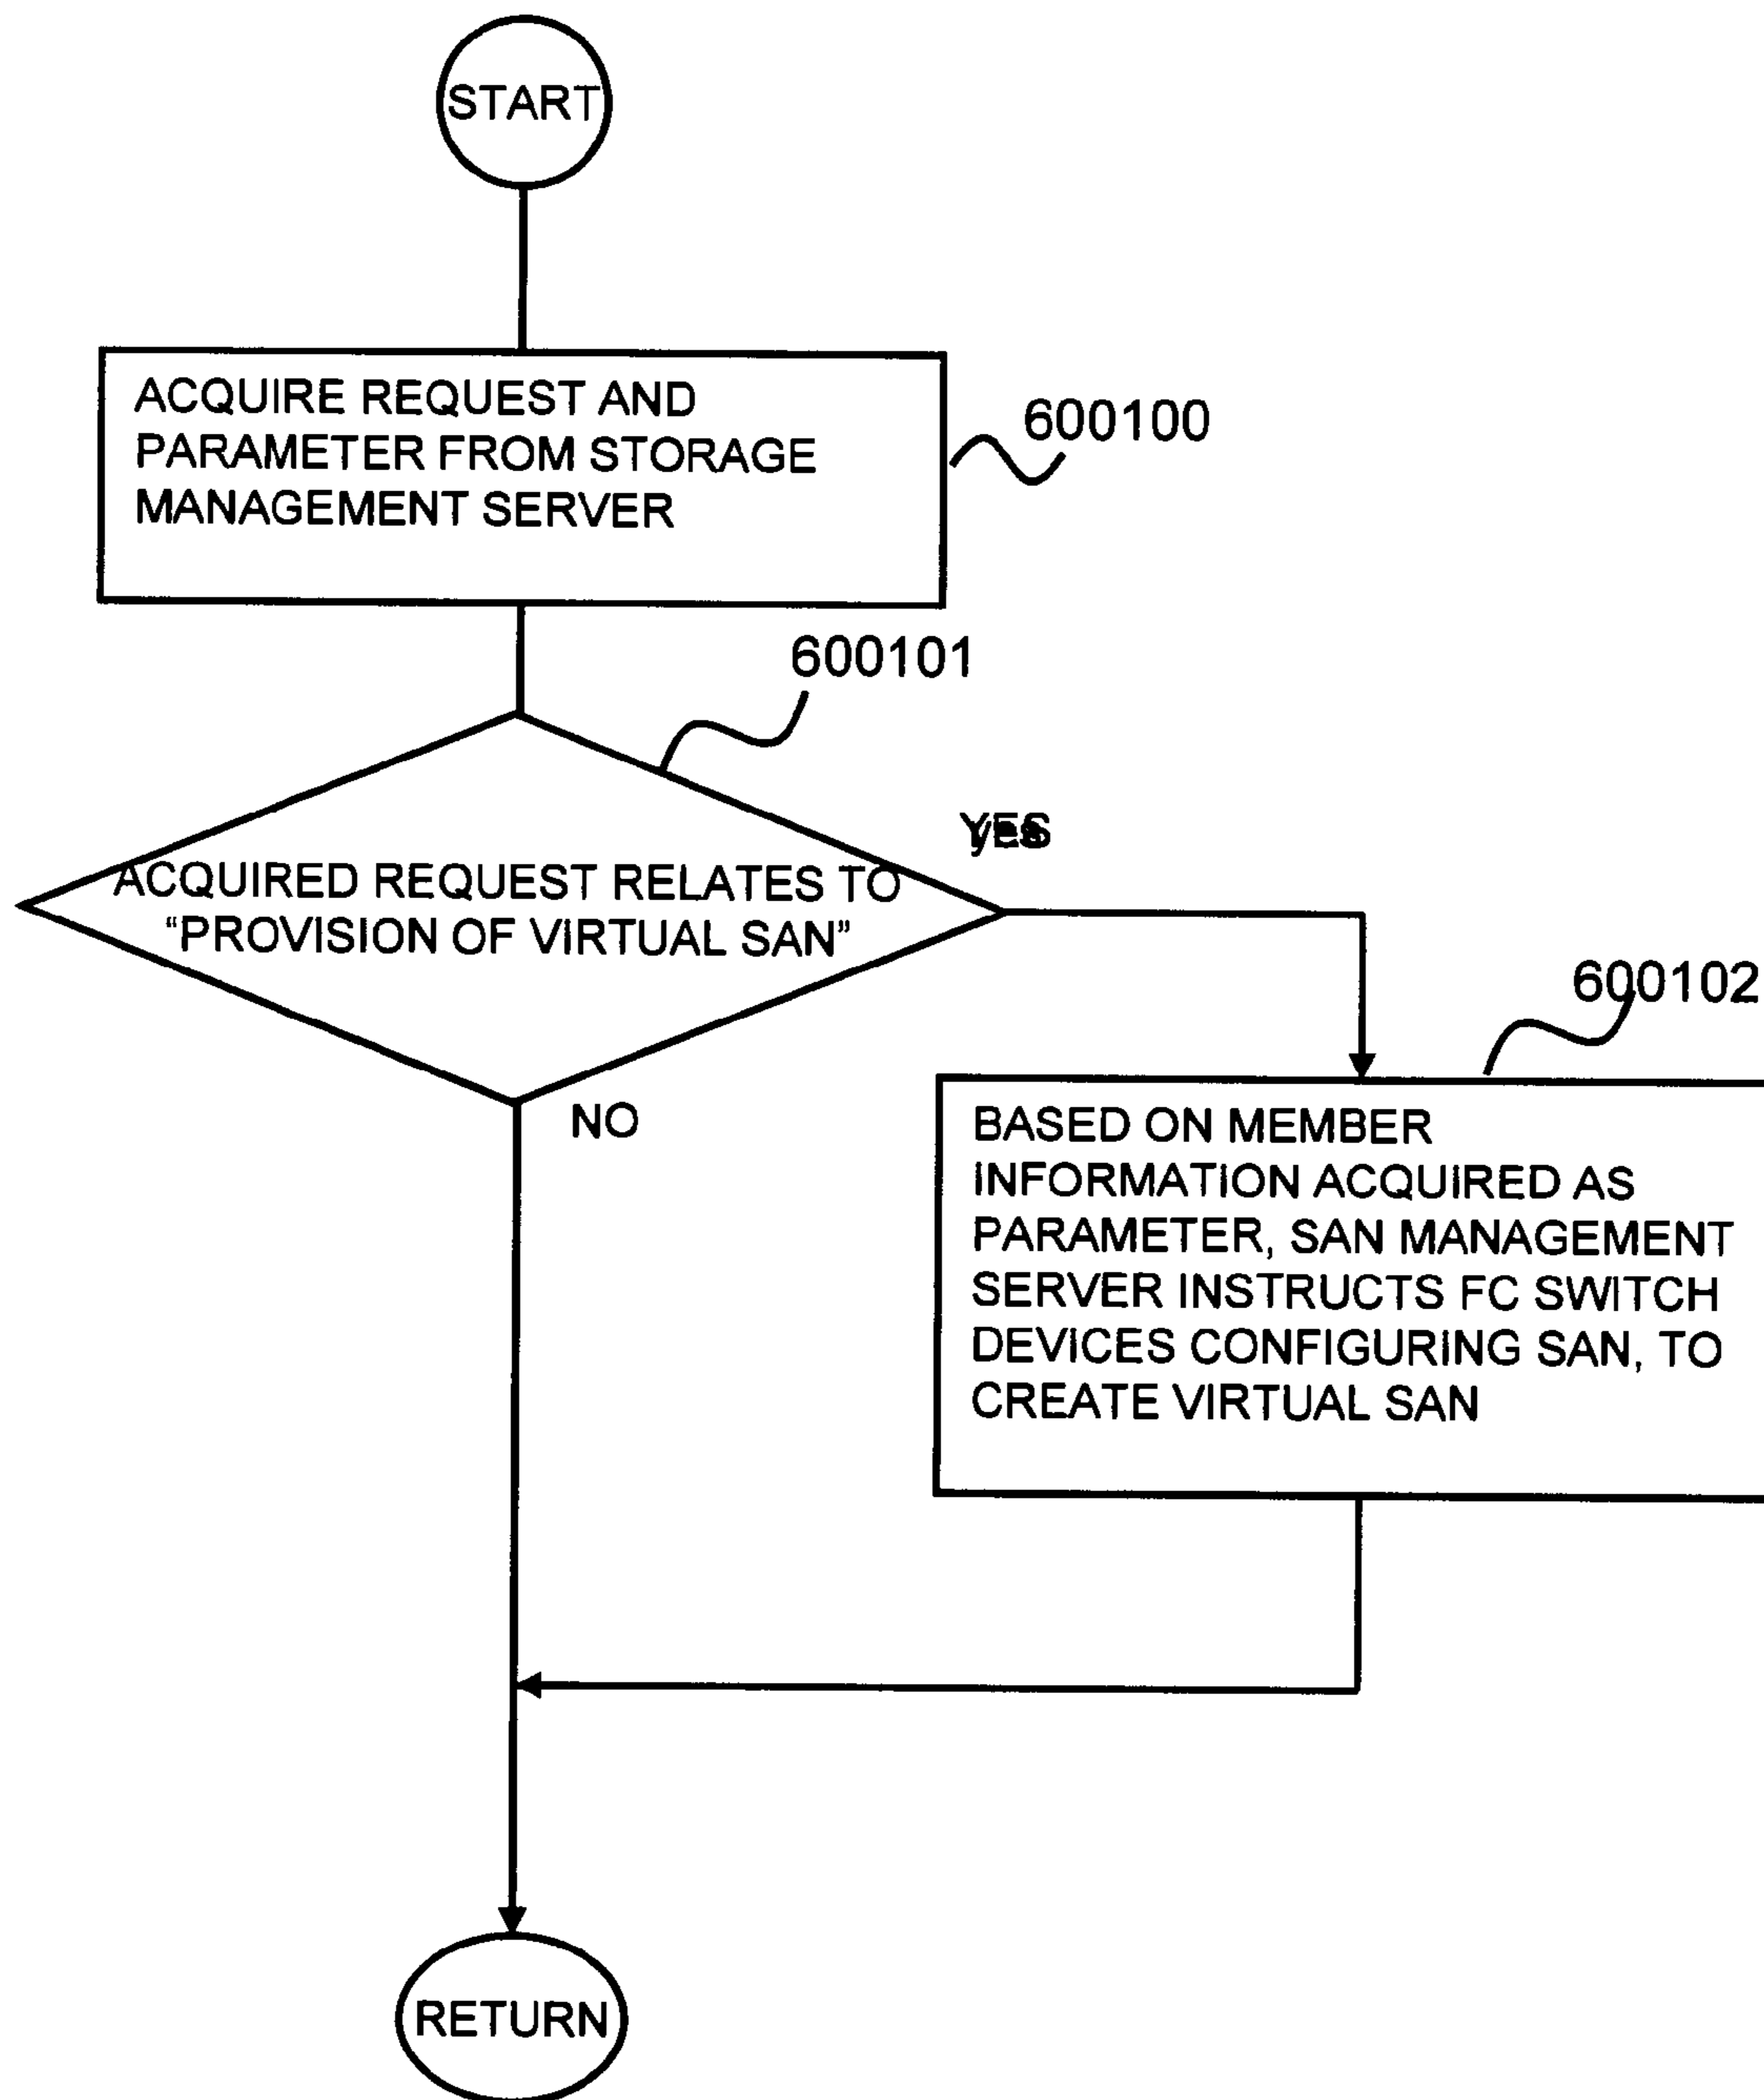 START
ACQUIRE REQUEST AND
PARAMETER FROM STORAGE
MANAGEMENT SERVER
600100
600101
YES
ACQUIRED REQUEST RELATES TO
“PROVISION OF VIRTUAL SAN”
600102
NO
BASED ON MEMBER
INFORMATION ACQUIRED AS
PARAMETER, SAN MANAGEMENT
SERVER INSTRUCTS FC SWITCH
DEVICES CONFIGURING SAN, TO
CREATE VIRTUAL SAN
RETURN